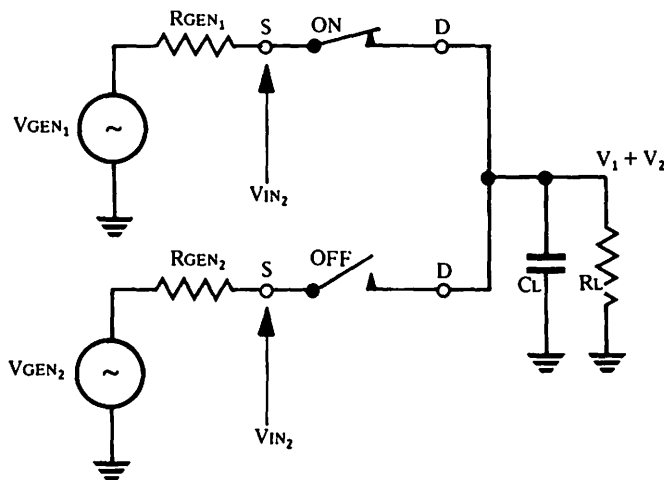 RGEN1
S
ON
D
VGEN1
~
VIN2
V1 + V2
RGEN2
S
OFF
D
CL
RL
VGEN2
~
VIN2